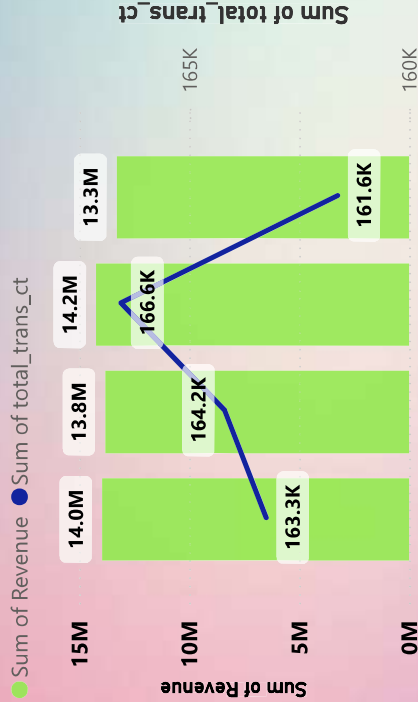 Sum of Revenue Sum of total_trans_ct
15M
10M
5M
0M
Sum of Revenue
14.0M
13.8M
14.2M
13.3M
163.3K
164.2K
166.6K
161.6K
165K
160K
Sum of total_trans_ct